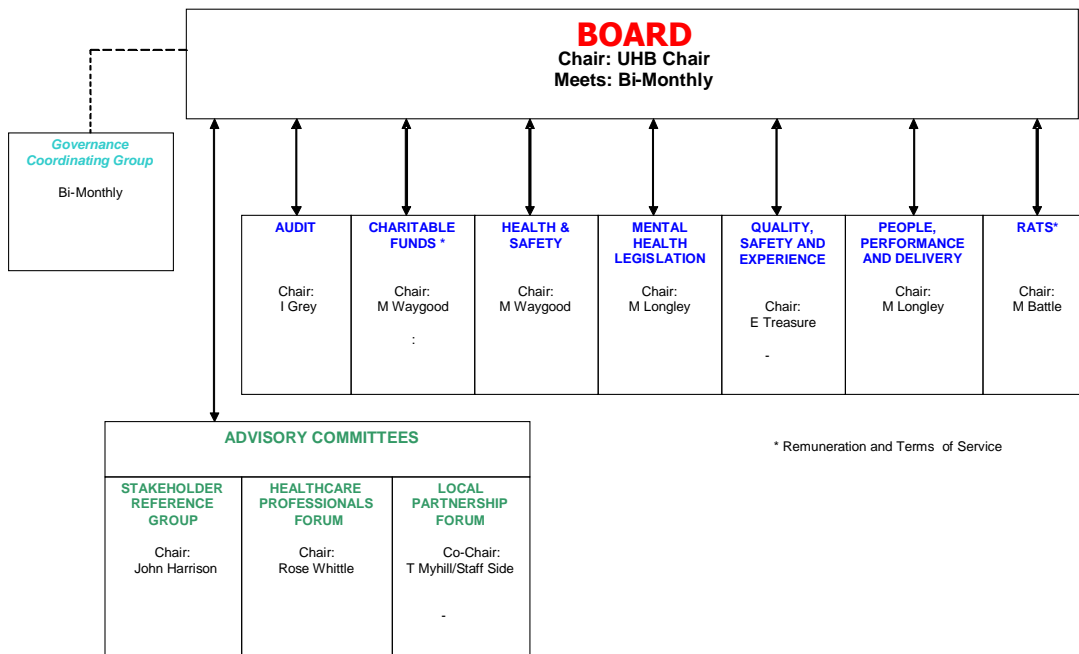 BOARD
Chair: UHB Chair
Meets: Bi-Monthly
Governance
Coordinating Group
Bi-Monthly
AUDIT
Chair:
I Grey
CHARITABLE
FUNDS *
Chair:
M Waygood
:
HEALTH &
SAFETY
Chair:
M Waygood
MENTAL
HEALTH
LEGISLATION
Chair:
M Longley
QUALITY,
SAFETY AND
EXPERIENCE
Chair:
E Treasure
-
PEOPLE,
PERFORMANCE
AND DELIVERY
Chair:
M Longley
RATS*
Chair:
M Battle
ADVISORY COMMITTEES
STAKEHOLDER
REFERENCE
GROUP
Chair:
John Harrison
HEALTHCARE
PROFESSIONALS
FORUM
Chair:
Rose Whittle
LOCAL
PARTNERSHIP
FORUM
Co-Chair:
T Myhill/Staff Side
-
* Remuneration and Terms of Service